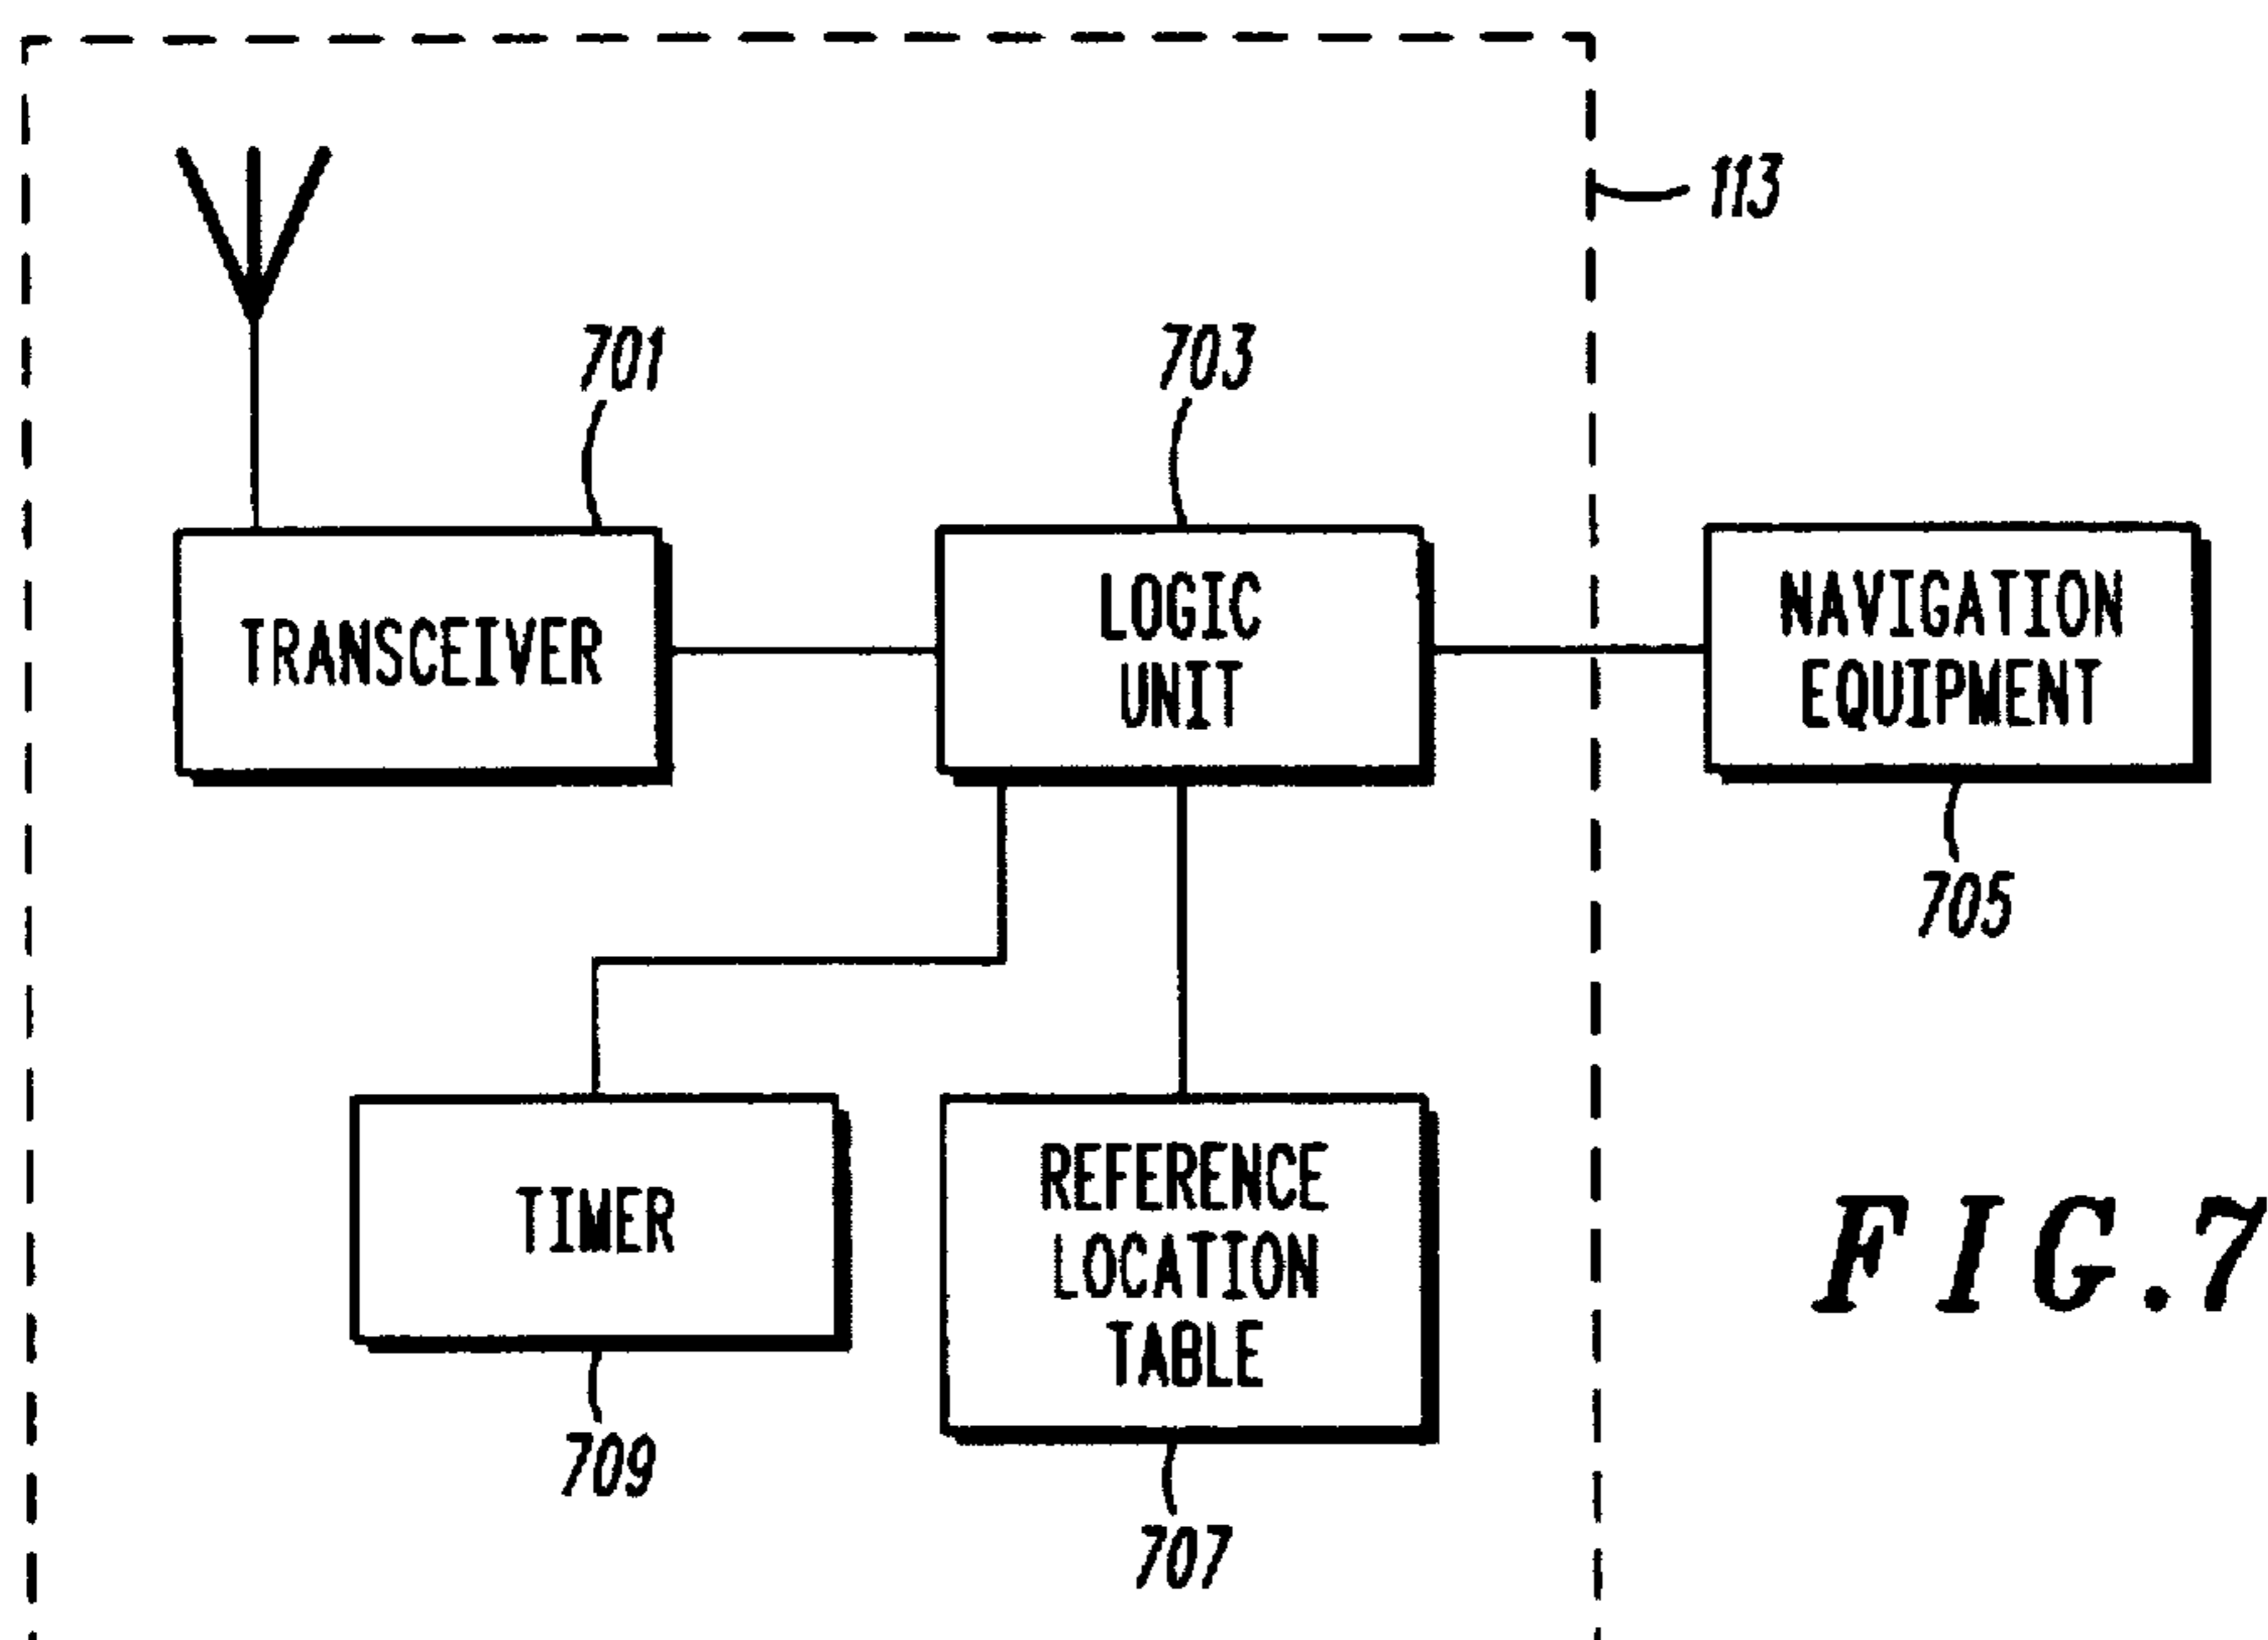 113
701
703
TRANSCEIVER
LOGIC
UNIT
NAVIGATION
EQUIPMENT
705
TIMER
REFERENCE
LOCATION
TABLE
709
707
FIG.7